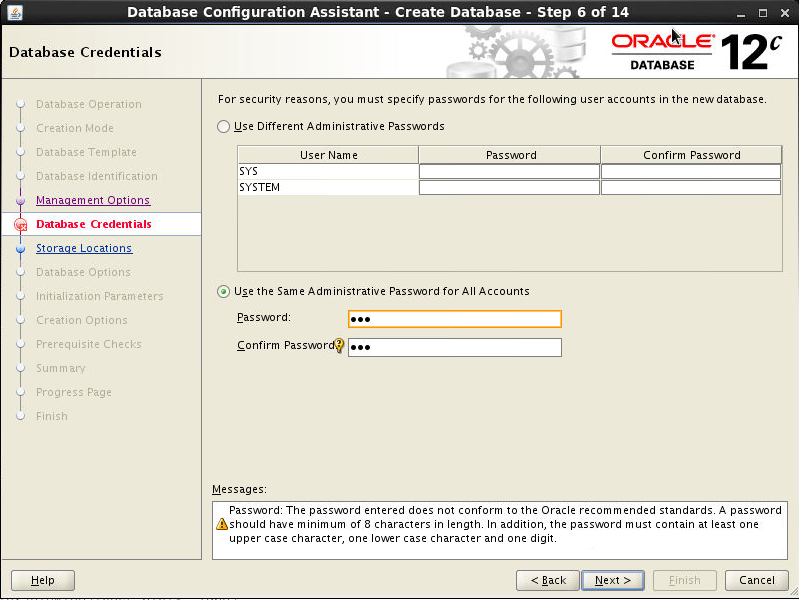 Database Configuration Assistant - Create Database - Step 6 of 14
Database Credentials
ORACLE
DATABASE
12c
Database Operation
Creation Mode
Database Template
Database Identification
Management Options
Database Credentials
Storage Locations
Database Options
Initialization Parameters
Creation Options
Prerequisite Checks
Summary
Progress Page
Finish
For security reasons, you must specify passwords for the following user accounts in the new database.
Use Different Administrative Passwords
User Name Password Confirm Password
SYS
SYSTEM
Use the Same Administrative Password for All Accounts
Password: •••
Confirm Password •••
Messages:
Password: The password entered does not conform to the Oracle recommended standards. A password
should have minimum of 8 characters in length. In addition, the password must contain at least one
upper case character, one lower case character and one digit.
Help < Back Next > Finish Cancel